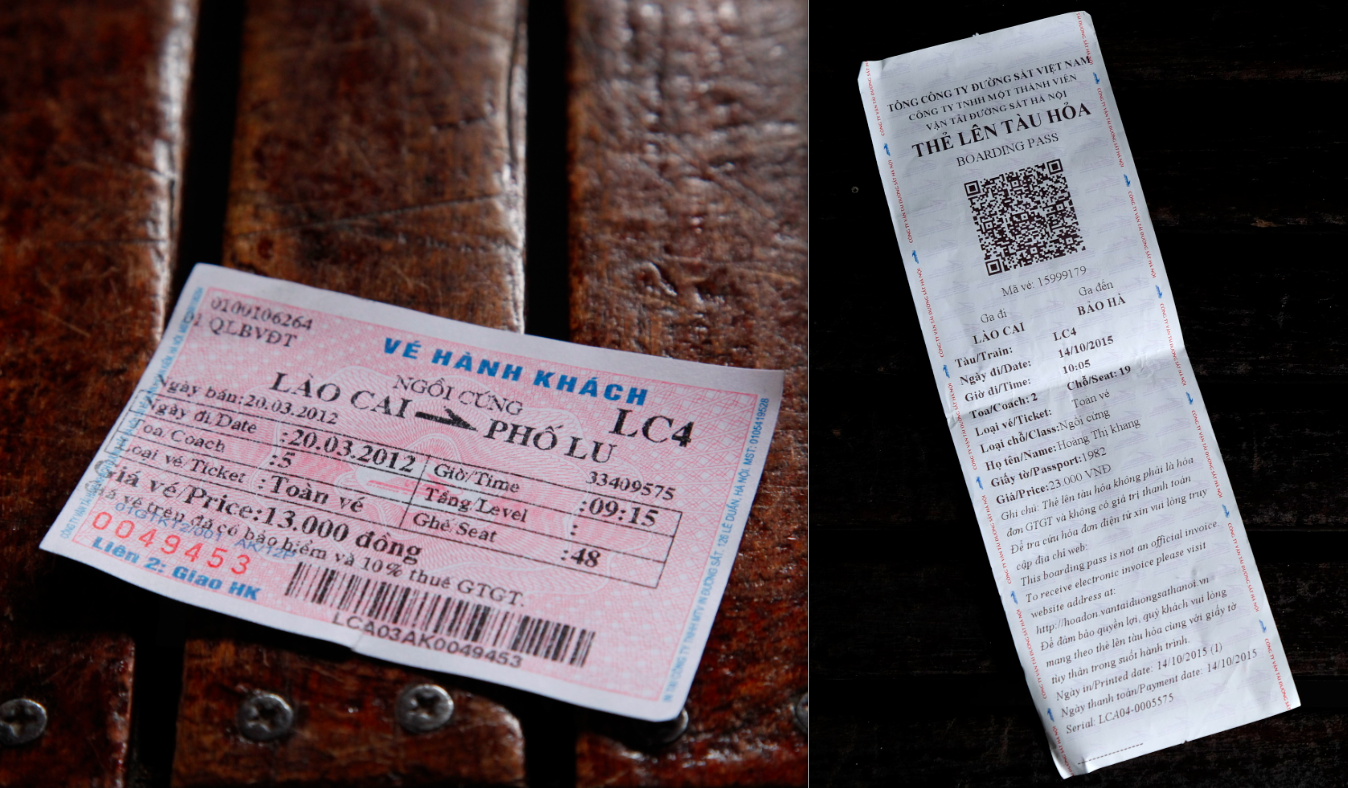 0109106264
01 QLBVĐT
VÉ HÀNH KHÁCH
NGỒI CỨNG
LÀO CAI
PHỐ LU
LC4
Ngày bán:20.03.2012
33409575
Ngày đi/Date :20.03.2012
Giờ/Time :09:15
Toa/Coach :5
Tầng/Level :
Loại vé/Ticket :Toàn vé
Ghế/Seat :48
Giá vé/Price:13.000 đồng
Giá vé trên đã có bảo hiểm và 10% thuế GTGT.
01GTKT2/001 AK/12P
0049453
Liên 2: Giao HK
LCA03AK0049453
TỔNG CÔNG TY ĐƯỜNG SẮT VIỆT NAM
CÔNG TY TNHH MỘT THÀNH VIÊN
VẬN TẢI ĐƯỜNG SẮT HÀ NỘI
THẺ LÊN TÀU HỎA
BOARDING PASS
Mã vé: 15999179
Ga đi
Ga đến
LÀO CAI
BẢO HÀ
Tàu/Train: LC4
Ngày đi/Date: 14/10/2015
Giờ đi/Time: 10:05
Toa/Coach: 2 Chỗ/Seat: 19
Loại vé/Ticket: Toàn vé
Loại chỗ/Class:Ngồi cứng
Họ tên/Name:Hoàng Thị khang
Giấy tờ/Passport:1982
Giá/Price:23.000 VNĐ
Ghi chú: Thẻ lên tàu hỏa không phải là hóa
đơn GTGT và không có giá trị thanh toán
Để tra cứu hóa đơn điện tử xin vui lòng truy
cập địa chỉ web:
This boarding pass is not an official invoice.
To receive electronic invoice please visit
website address at:
http://hoadon.vantaiduongsathanoi.vn
Để đảm bảo quyền lợi, quý khách vui lòng
mang theo thẻ lên tàu hỏa cùng với giấy tờ
tùy thân trong suốt hành trình.
Ngày in/Printed date: 14/10/2015 (1)
Ngày thanh toán/Payment date: 14/10/2015
Serial: LCA04-0005575